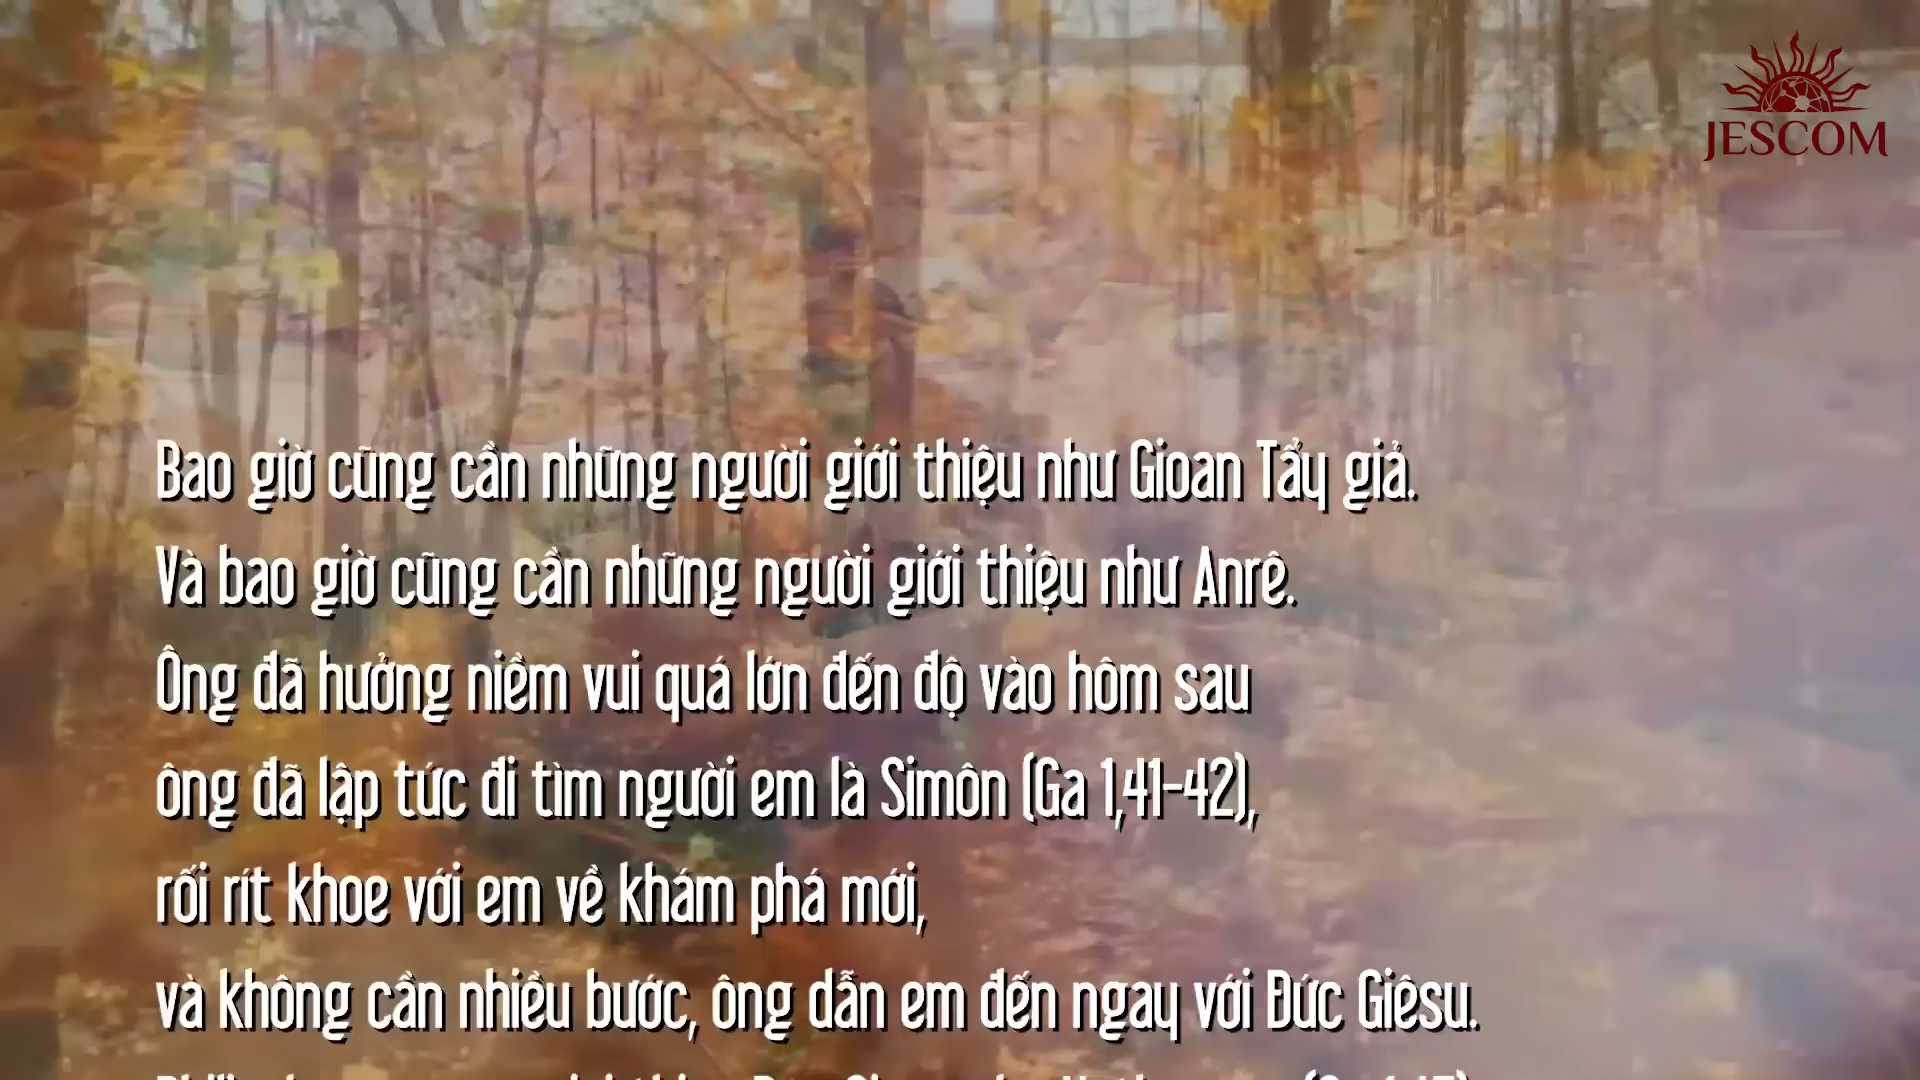 JESCOM
Bao giờ cũng cần những người giới thiệu như Gioan Tẩy giả.
Và bao giờ cũng cần những người giới thiệu như Anrê.
Ông đã hưởng niềm vui quá lớn đến độ vào hôm sau
ông đã lập tức đi tìm người em là Simôn (Ga 1,41-42),
rối rít khoe với em về khám phá mới,
và không cần nhiều bước, ông dẫn em đến ngay với Đức Giêsu.